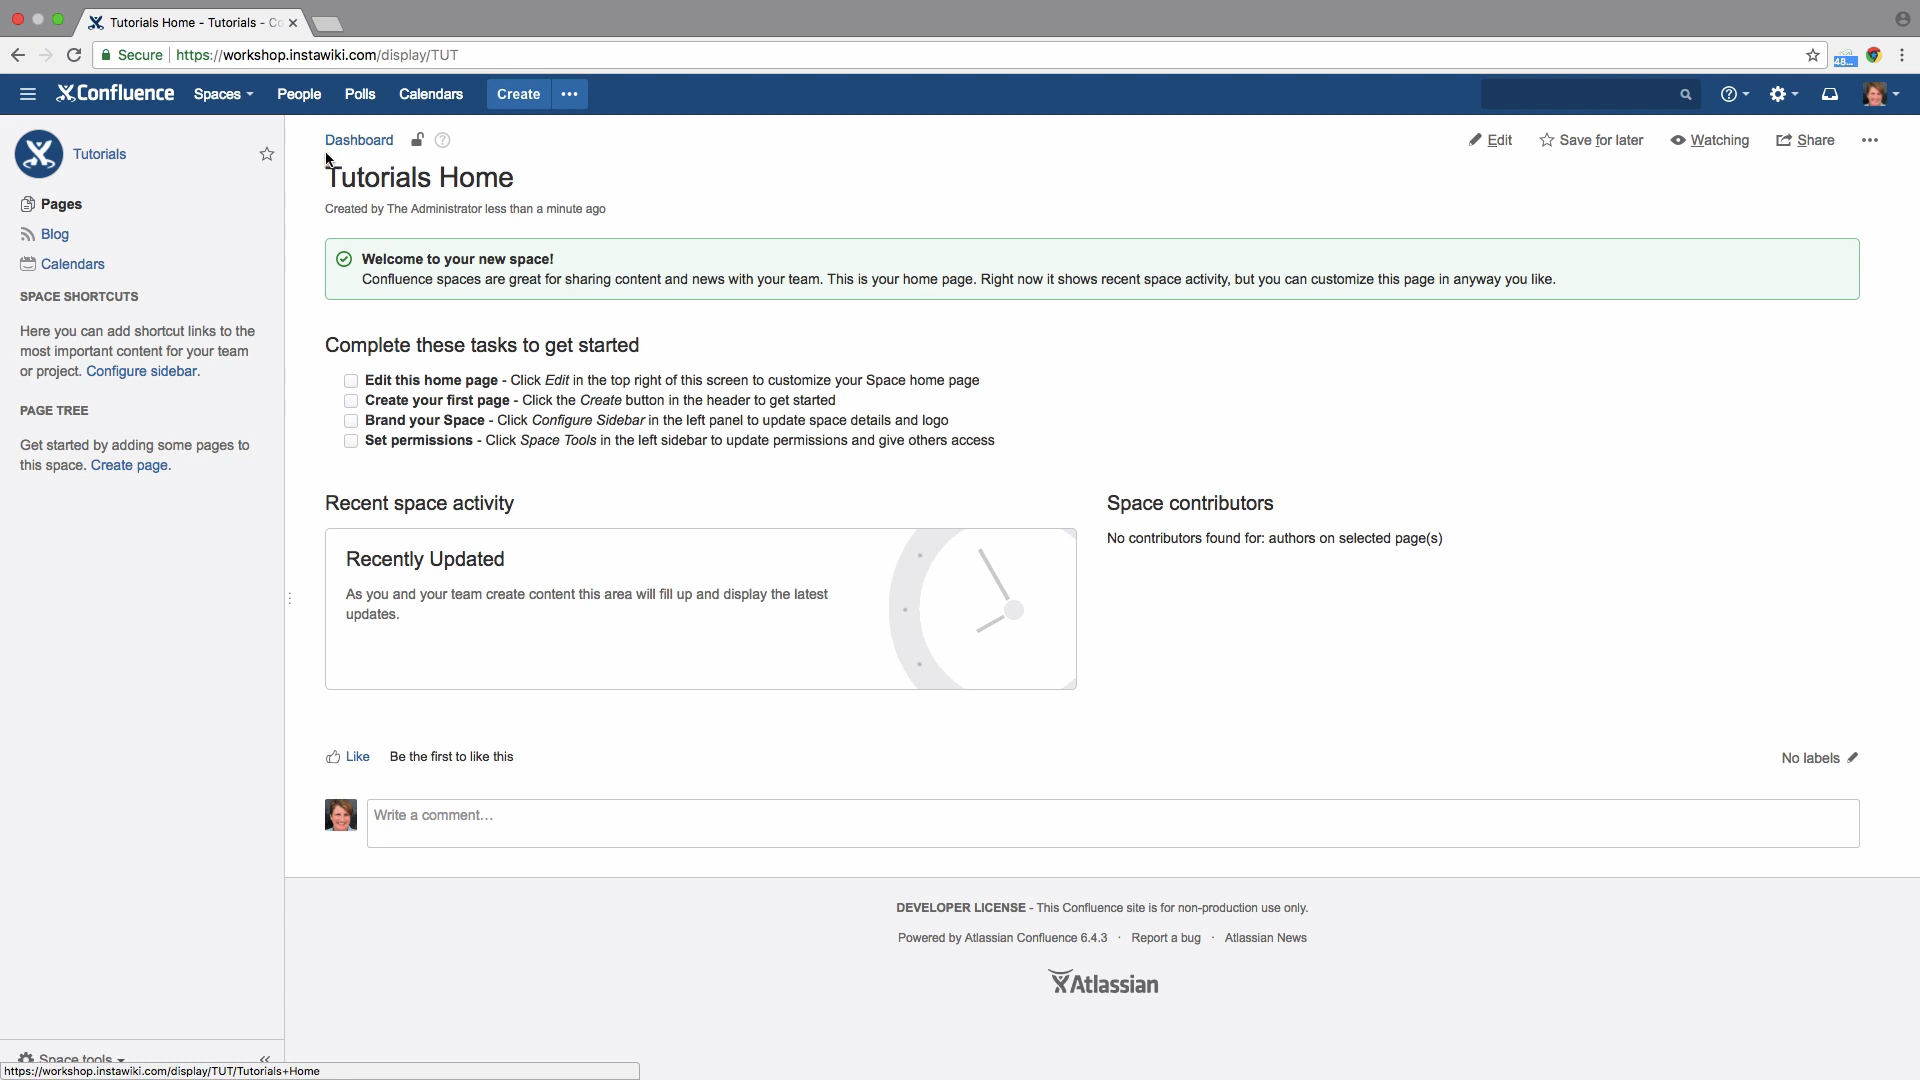 Tutorials Home - Tutorials - Co
Secure https://workshop.instawiki.com/display/TUT
48...
Confluence Spaces People Polls Calendars Create
Tutorials
Pages
Blog
Calendars
SPACE SHORTCUTS
Here you can add shortcut links to the
most important content for your team
or project. Configure sidebar.
PAGE TREE
Get started by adding some pages to
this space. Create page.
Space tools
Dashboard
Edit Save for later Watching Share
Tutorials Home
Created by The Administrator less than a minute ago
Welcome to your new space!
Confluence spaces are great for sharing content and news with your team. This is your home page. Right now it shows recent space activity, but you can customize this page in anyway you like.
Complete these tasks to get started
Edit this home page - Click Edit in the top right of this screen to customize your Space home page
Create your first page - Click the Create button in the header to get started
Brand your Space - Click Configure Sidebar in the left panel to update space details and logo
Set permissions - Click Space Tools in the left sidebar to update permissions and give others access
Recent space activity
Recently Updated
As you and your team create content this area will fill up and display the latest
updates.
Space contributors
No contributors found for: authors on selected page(s)
Like Be the first to like this
No labels
Write a comment...
DEVELOPER LICENSE - This Confluence site is for non-production use only.
Powered by Atlassian Confluence 6.4.3 · Report a bug · Atlassian News
Atlassian
https://workshop.instawiki.com/display/TUT/Tutorials+Home